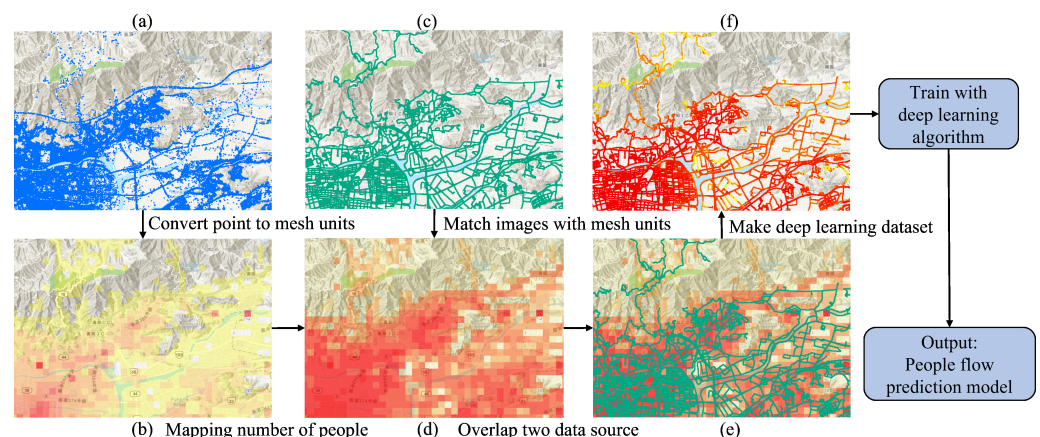 (a)
(c)
(f)
Train with
deep learning
algorithm
Convert point to mesh units
Match images with mesh units
Make deep learning dataset
Output:
People flow
prediction model
(b) Mapping number of people
(d) Overlap two data source
(e)